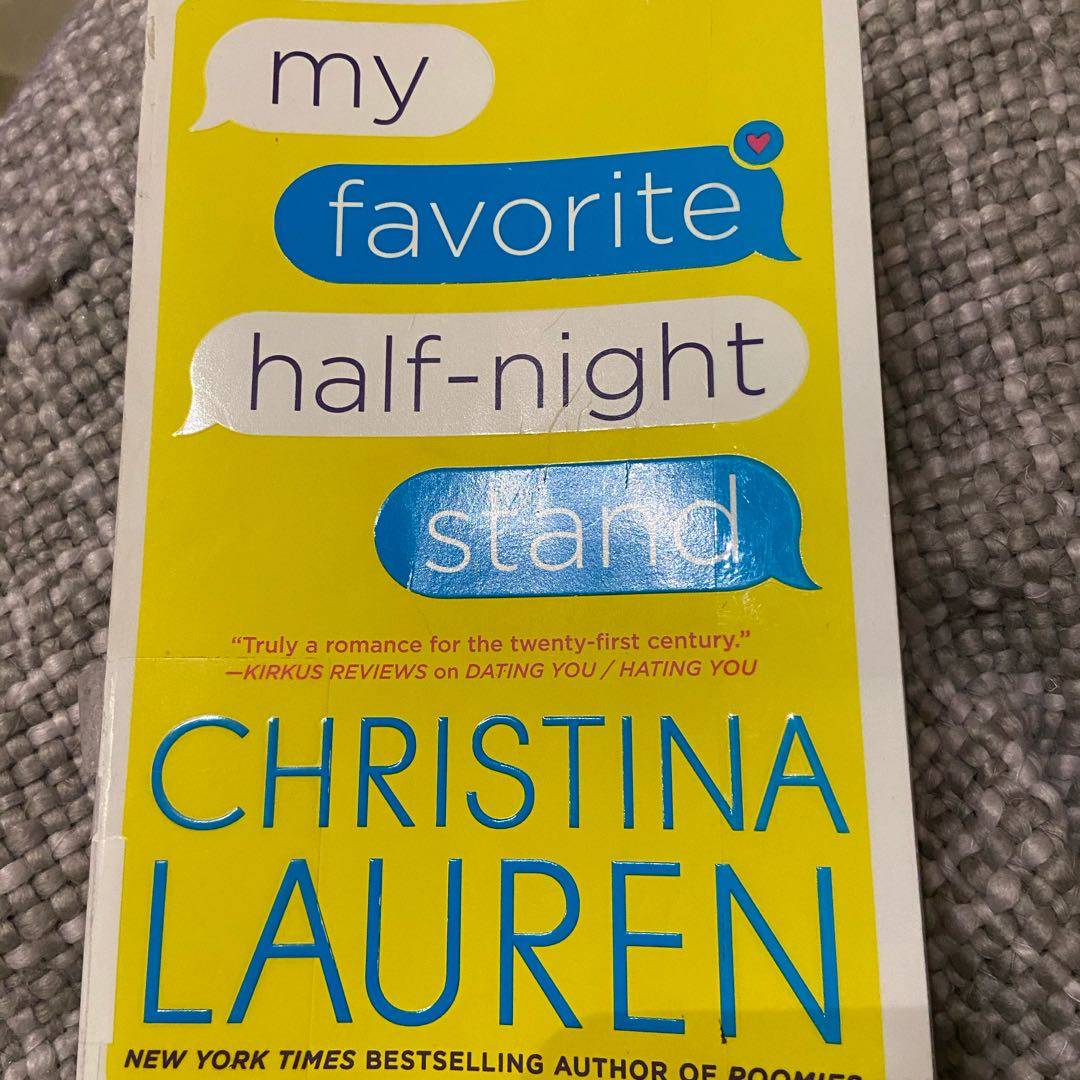 my
favorite
half-night
stand
“Truly a romance for the twenty-first century.”
—KIRKUS REVIEWS on DATING YOU / HATING YOU
CHRISTINA
LAUREN
NEW YORK TIMES BESTSELLING AUTHOR OF ROOMIES